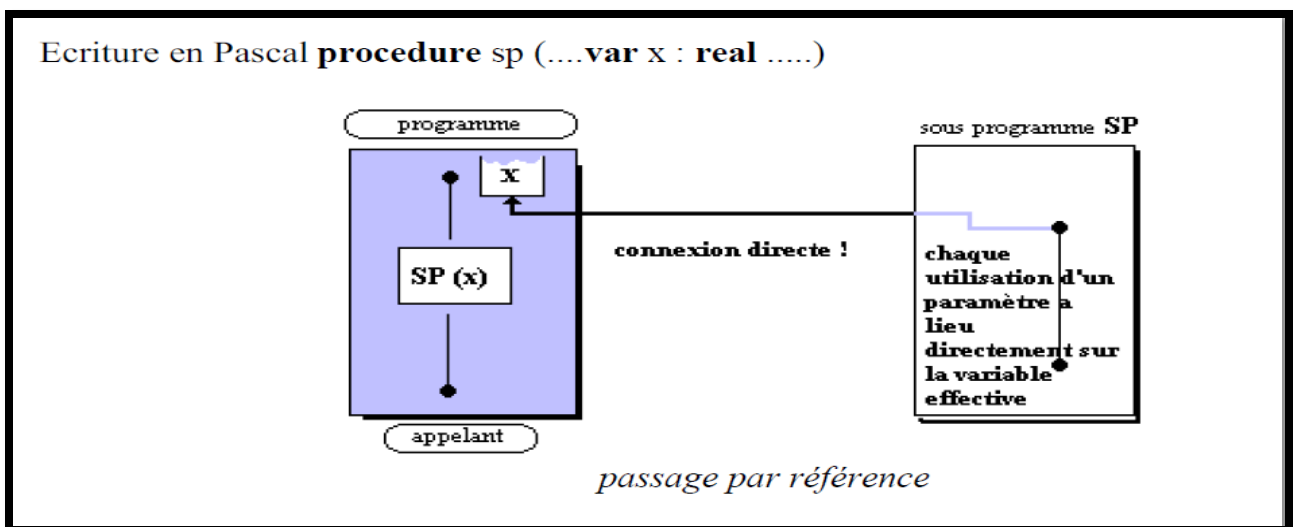 Ecriture en Pascal procedure sp (....var x : real .....)
programme
sous programme SP
x
SP (x)
connexion directe !
chaque
utilisation d'un
paramètre a
lieu
directement sur
la variable
effective
appelant
passage par référence